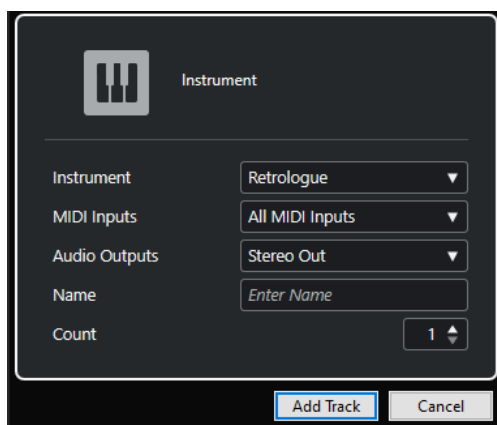 Instrument
Instrument Retrologue
MIDI Inputs All MIDI Inputs
Audio Outputs Stereo Out
Name Enter Name
Count 1
Add Track Cancel